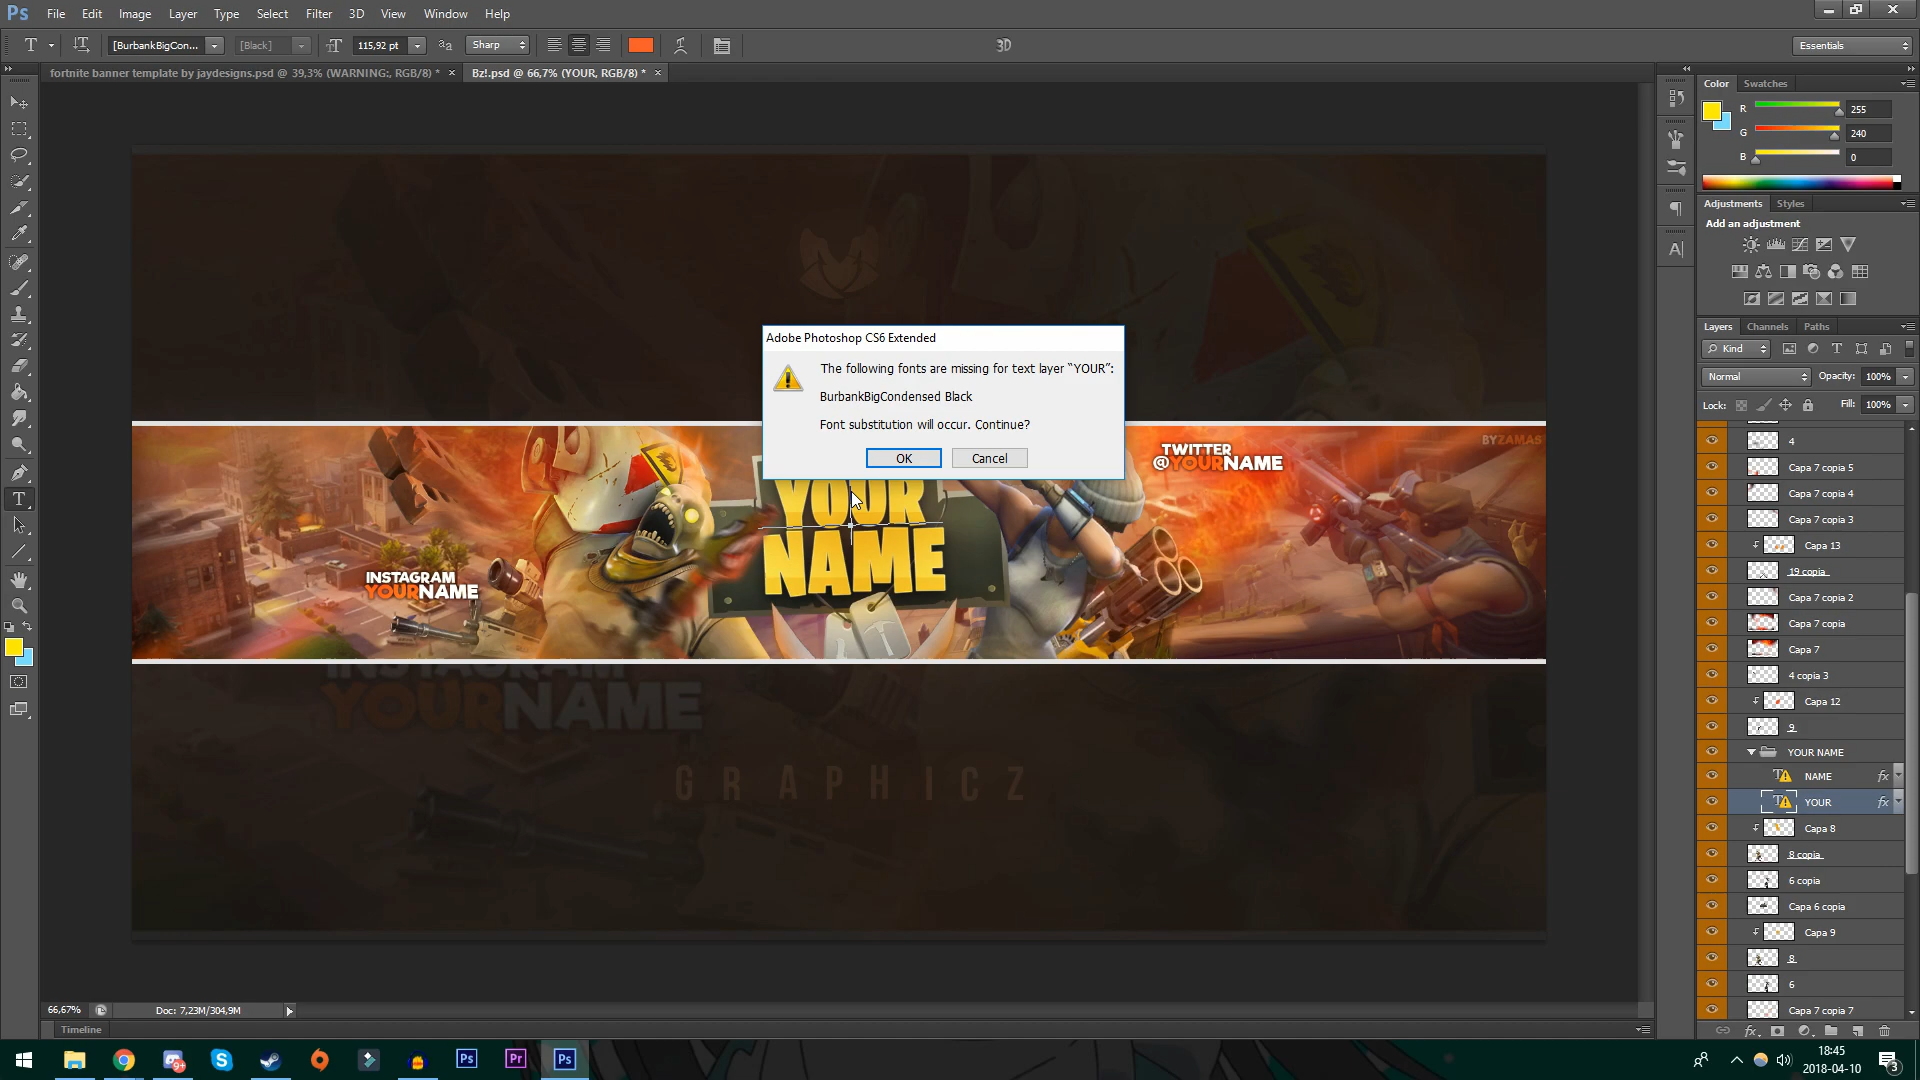 Ps File Edit Image Layer Type Select Filter 3D View Window Help
T [BurbankBigCon... [Black] 115,92 pt Sharp 3D Essentials
fortnite banner template by jaydesigns.psd @ 39,3% (WARNING:, RGB/8) * × Bz!.psd @ 66,7% (YOUR, RGB/8) * ×
Color Swatches
R 255
G 240
B 0
Adjustments Styles
Add an adjustment
Layers Channels Paths
Kind
Normal Opacity: 100%
Lock: Fill: 100%
4
Capa 7 copia 5
Capa 7 copia 4
Capa 7 copia 3
Capa 13
19 copia
Capa 7 copia 2
Capa 7 copia
Capa 7
4 copia 3
Capa 12
9
YOUR NAME
NAME fx
YOUR fx
Capa 8
8 copia
6 copia
Capa 6 copia
Capa 9
8
6
Capa 7 copia 7
Adobe Photoshop CS6 Extended
The following fonts are missing for text layer “YOUR”:
BurbankBigCondensed Black
Font substitution will occur. Continue?
OK Cancel
BYZAMAS
TWITTER
@YOURNAME
YOUR
NAME
INSTAGRAM
YOURNAME
INSTAGRAM
YOURNAME
GRAPHICZ
66,67% Doc: 7,23M/304,9M
Timeline
9+ Ps Pr Ps
18:45
2018-04-10
3